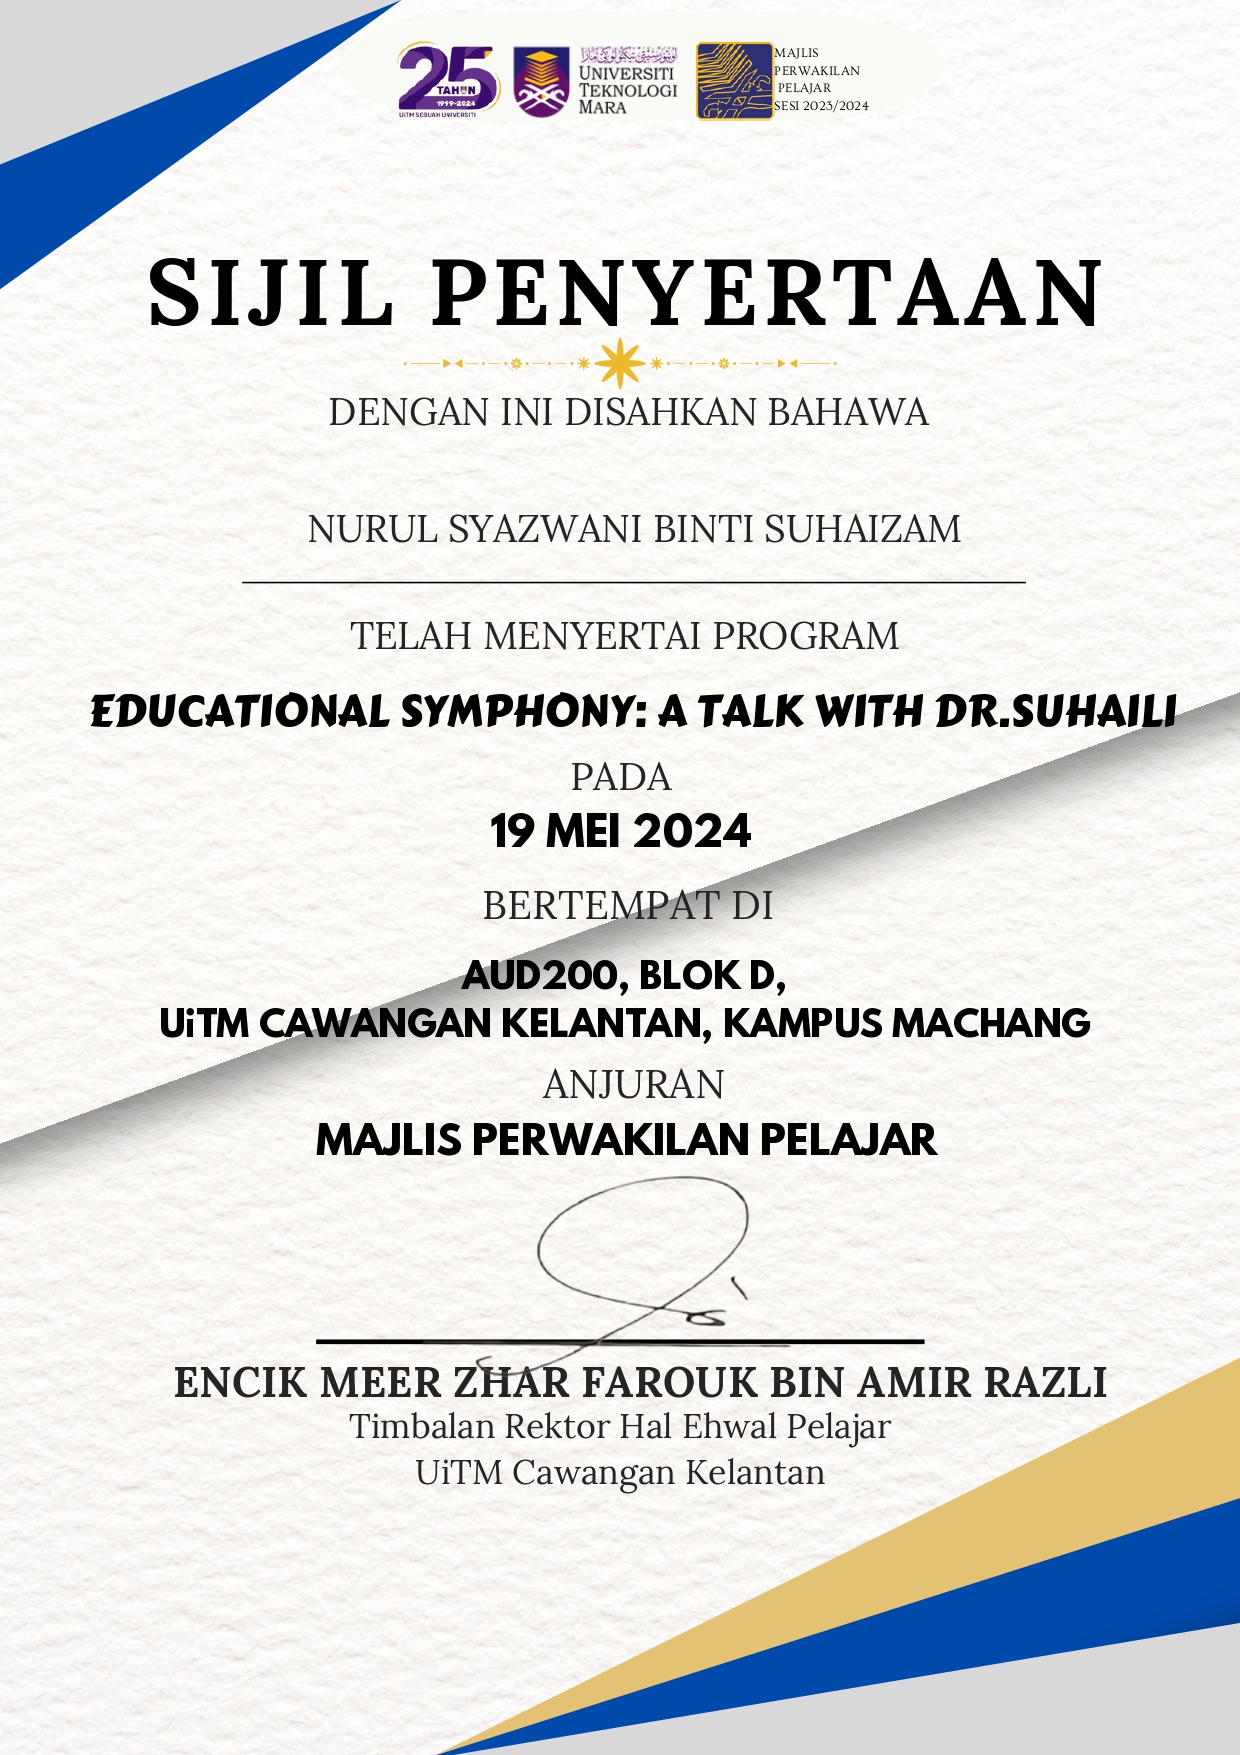 25
TAHUN
1999-2024
UiTM SEBUAH UNIVERSITI
اونيۏرسيتي تيكنولوڬي مارا
UNIVERSITI
TEKNOLOGI
MARA
MAJLIS
PERWAKILAN
PELAJAR
SESI 2023/2024
SIJIL PENYERTAAN
DENGAN INI DISAHKAN BAHAWA
NURUL SYAZWANI BINTI SUHAIZAM
TELAH MENYERTAI PROGRAM
EDUCATIONAL SYMPHONY: A TALK WITH DR.SUHAILI
PADA
19 MEI 2024
BERTEMPAT DI
AUD200, BLOK D,
UiTM CAWANGAN KELANTAN, KAMPUS MACHANG
ANJURAN
MAJLIS PERWAKILAN PELAJAR
ENCIK MEER ZHAR FAROUK BIN AMIR RAZLI
Timbalan Rektor Hal Ehwal Pelajar
UiTM Cawangan Kelantan